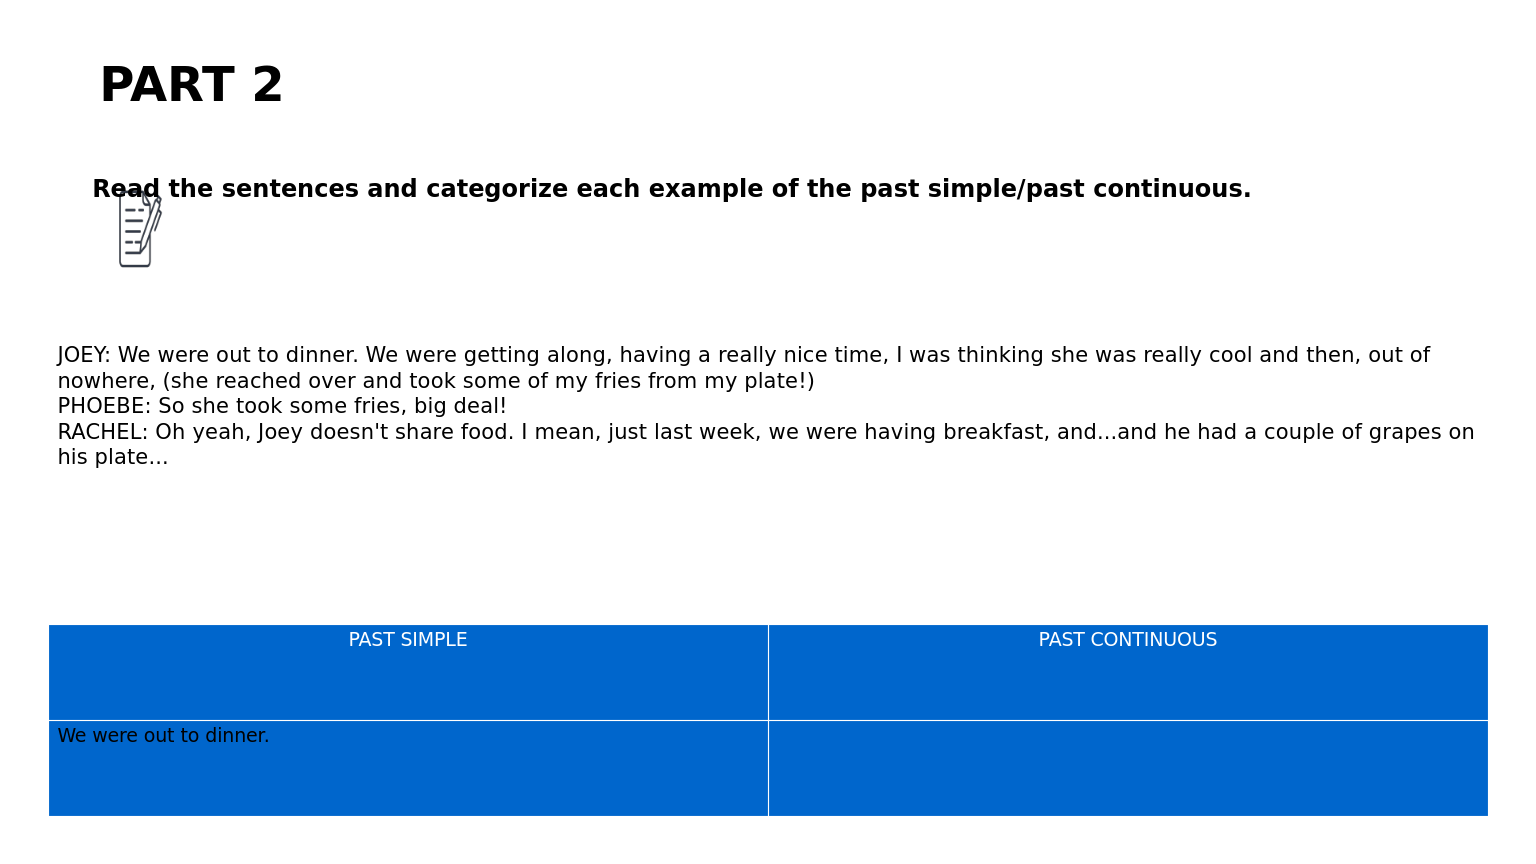 PART 2
Read the sentences and categorize each example of the past simple/past continuous.
JOEY: We were out to dinner. We were getting along, having a really nice time, I was thinking she was really cool and then, out of
nowhere, (she reached over and took some of my fries from my plate!)
PHOEBE: So she took some fries, big deal!
RACHEL: Oh yeah, Joey doesn't share food. I mean, just last week, we were having breakfast, and...and he had a couple of grapes on
his plate...
PAST SIMPLE
PAST CONTINUOUS
We were out to dinner.